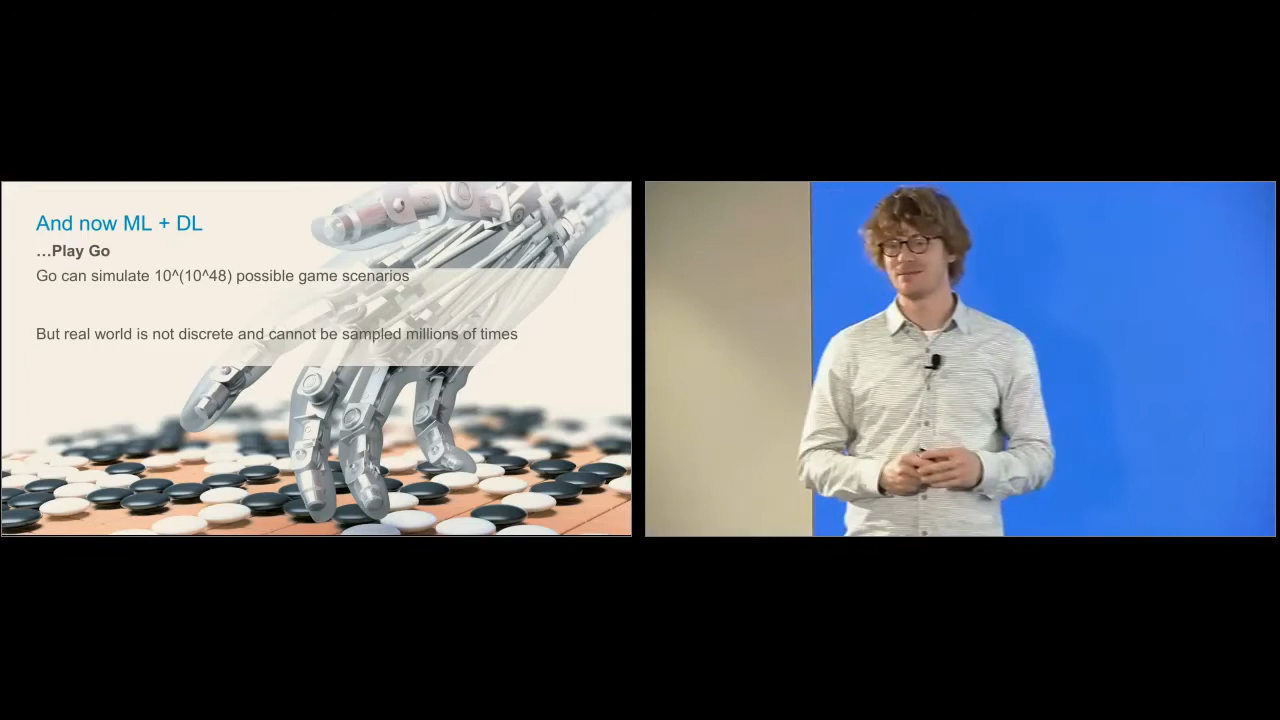 And now ML + DL
…Play Go
Go can simulate 10^(10^48) possible game scenarios
But real world is not discrete and cannot be sampled millions of times